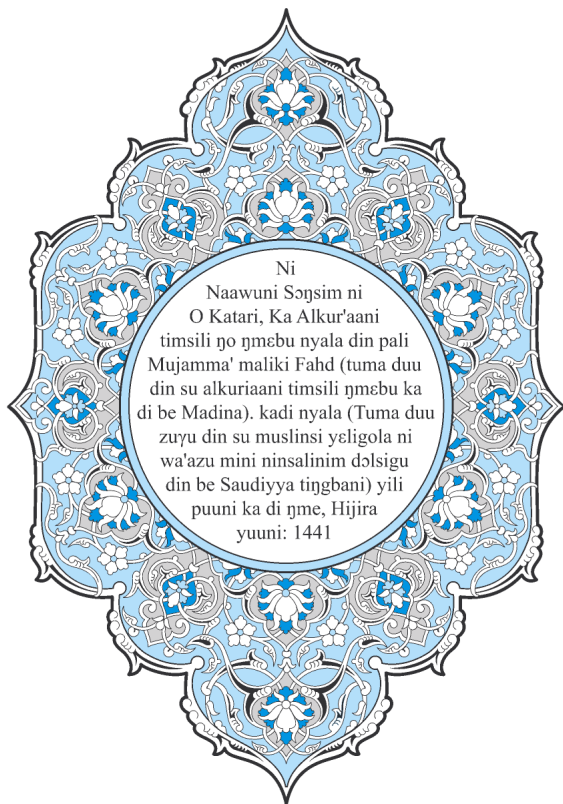 Ni
Naawuni Sɔŋsim ni
O Katari, Ka Alkur'aani
timsili ŋo ŋmɛbu nyala din pali
Mujamma' maliki Fahd (tuma duu
din su alkuriaani timsili ŋmɛbu ka
di be Madina). kadi nyala (Tuma duu
zuɣu din su muslinsi yɛligola ni
wa'azu mini ninsalinim dɔlsigu
din be Saudiyya tiŋgbani) yili
puuni ka di ŋme, Hijira
yuuni: 1441